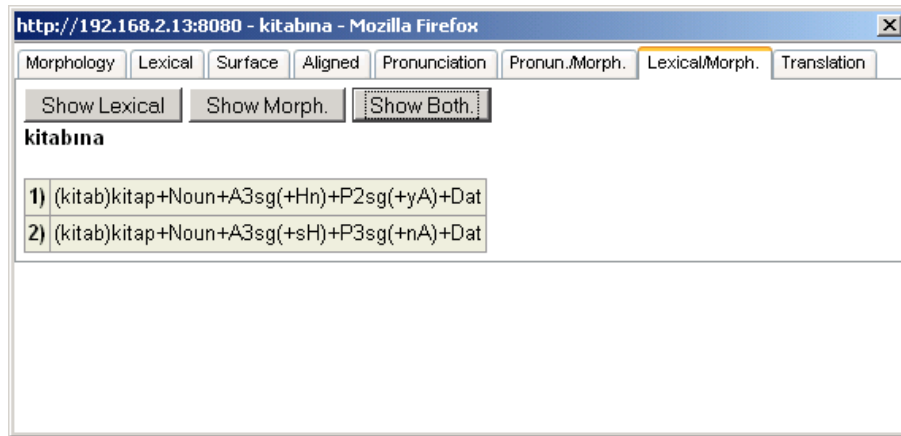 http://192.168.2.13:8080 - kitabına - Mozilla Firefox
Morphology Lexical Surface Aligned Pronunciation Pronun./Morph. Lexical/Morph. Translation
Show Lexical Show Morph. Show Both.
kitabına
1) (kitab)kitap+Noun+A3sg(+Hn)+P2sg(+yA)+Dat
2) (kitab)kitap+Noun+A3sg(+sH)+P3sg(+nA)+Dat